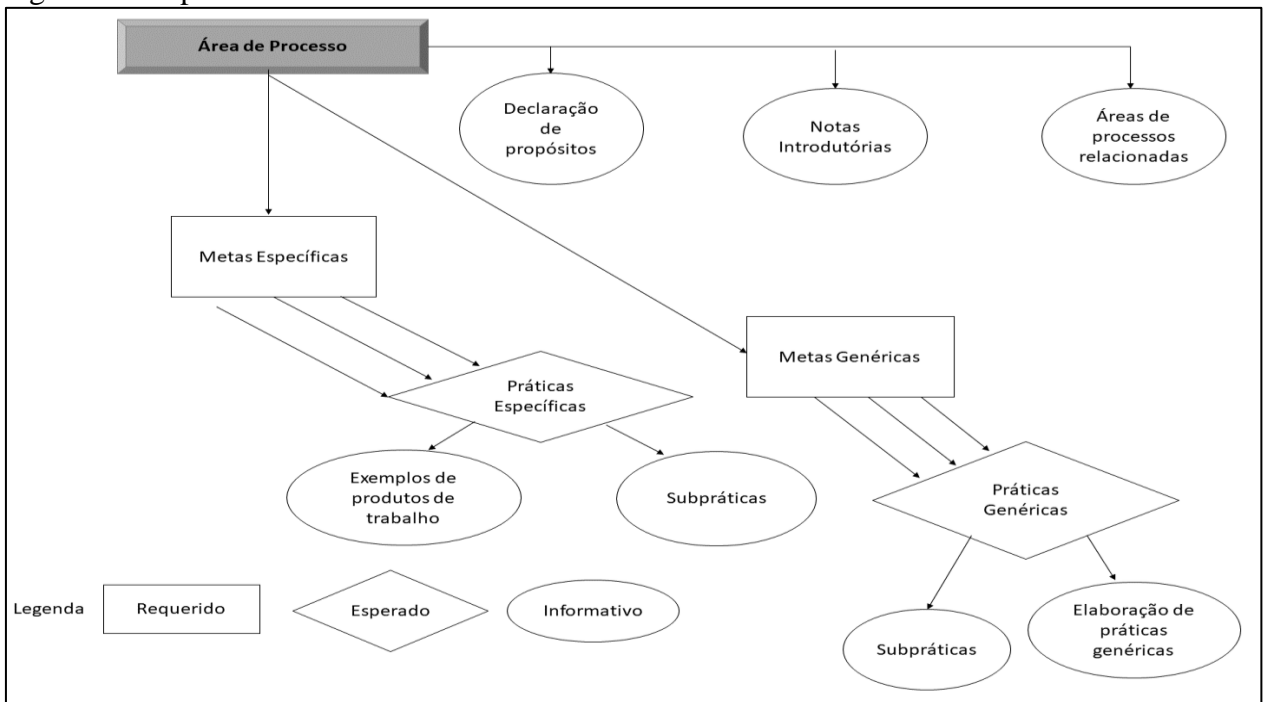 Área de Processo
Declaração
de
propósitos
Notas
Introdutórias
Áreas de
processos
relacionadas
Metas Específicas
Metas Genéricas
Práticas
Específicas
Exemplos de
produtos de
trabalho
Subpráticas
Práticas
Genéricas
Legenda
Requerido
Esperado
Informativo
Subpráticas
Elaboração de
práticas
genéricas